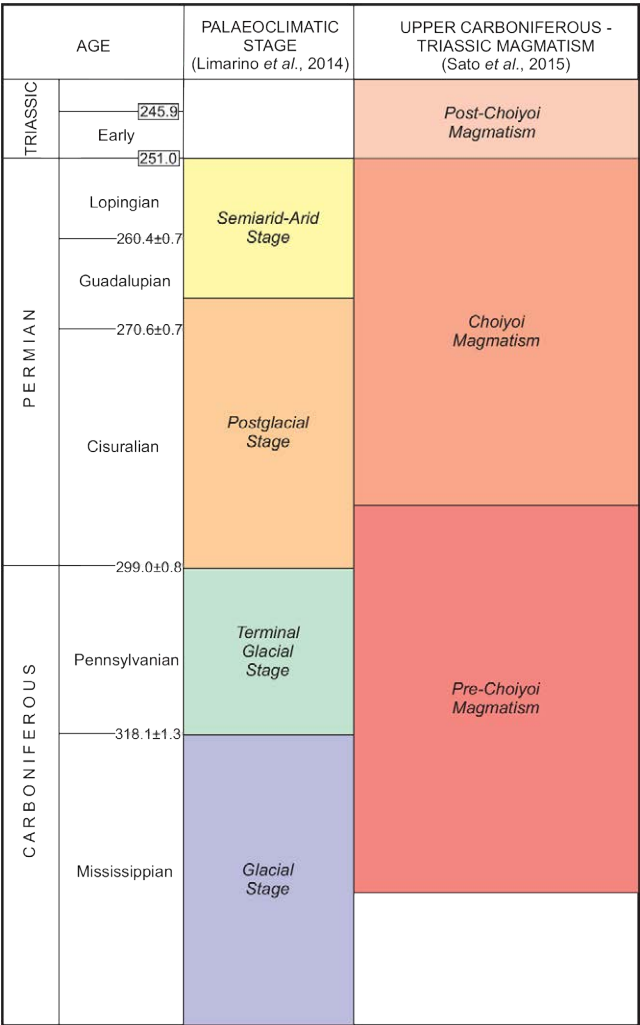 AGE
PALAEOCLIMATIC
STAGE
(Limarino et al., 2014)
UPPER CARBONIFEROUS -
TRIASSIC MAGMATISM
(Sato et al., 2015)
TRIASSIC
245.9
Early
251.0
Post-Choiyoi
Magmatism
PERMIAN
Lopingian
260.4±0.7
Guadalupian
270.6±0.7
Cisuralian
299.0±0.8
Semiarid-Arid
Stage
Postglacial
Stage
Choiyoi
Magmatism
CARBONIFEROUS
Pennsylvanian
318.1±1.3
Mississippian
Terminal
Glacial
Stage
Glacial
Stage
Pre-Choiyoi
Magmatism